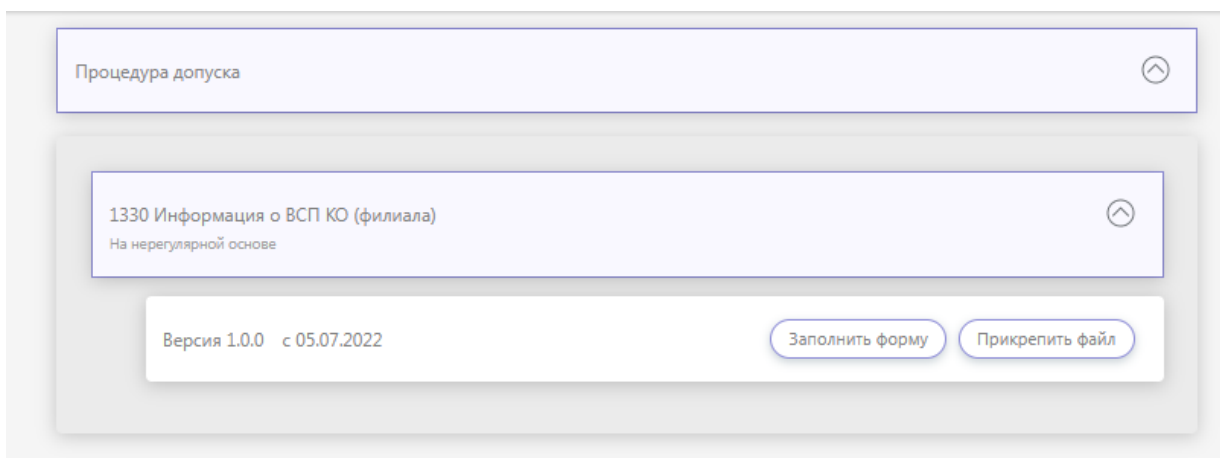 Процедура допуска
1330 Информация о ВСП КО (филиала)
На нерегулярной основе
Версия 1.0.0 с 05.07.2022 Заполнить форму Прикрепить файл